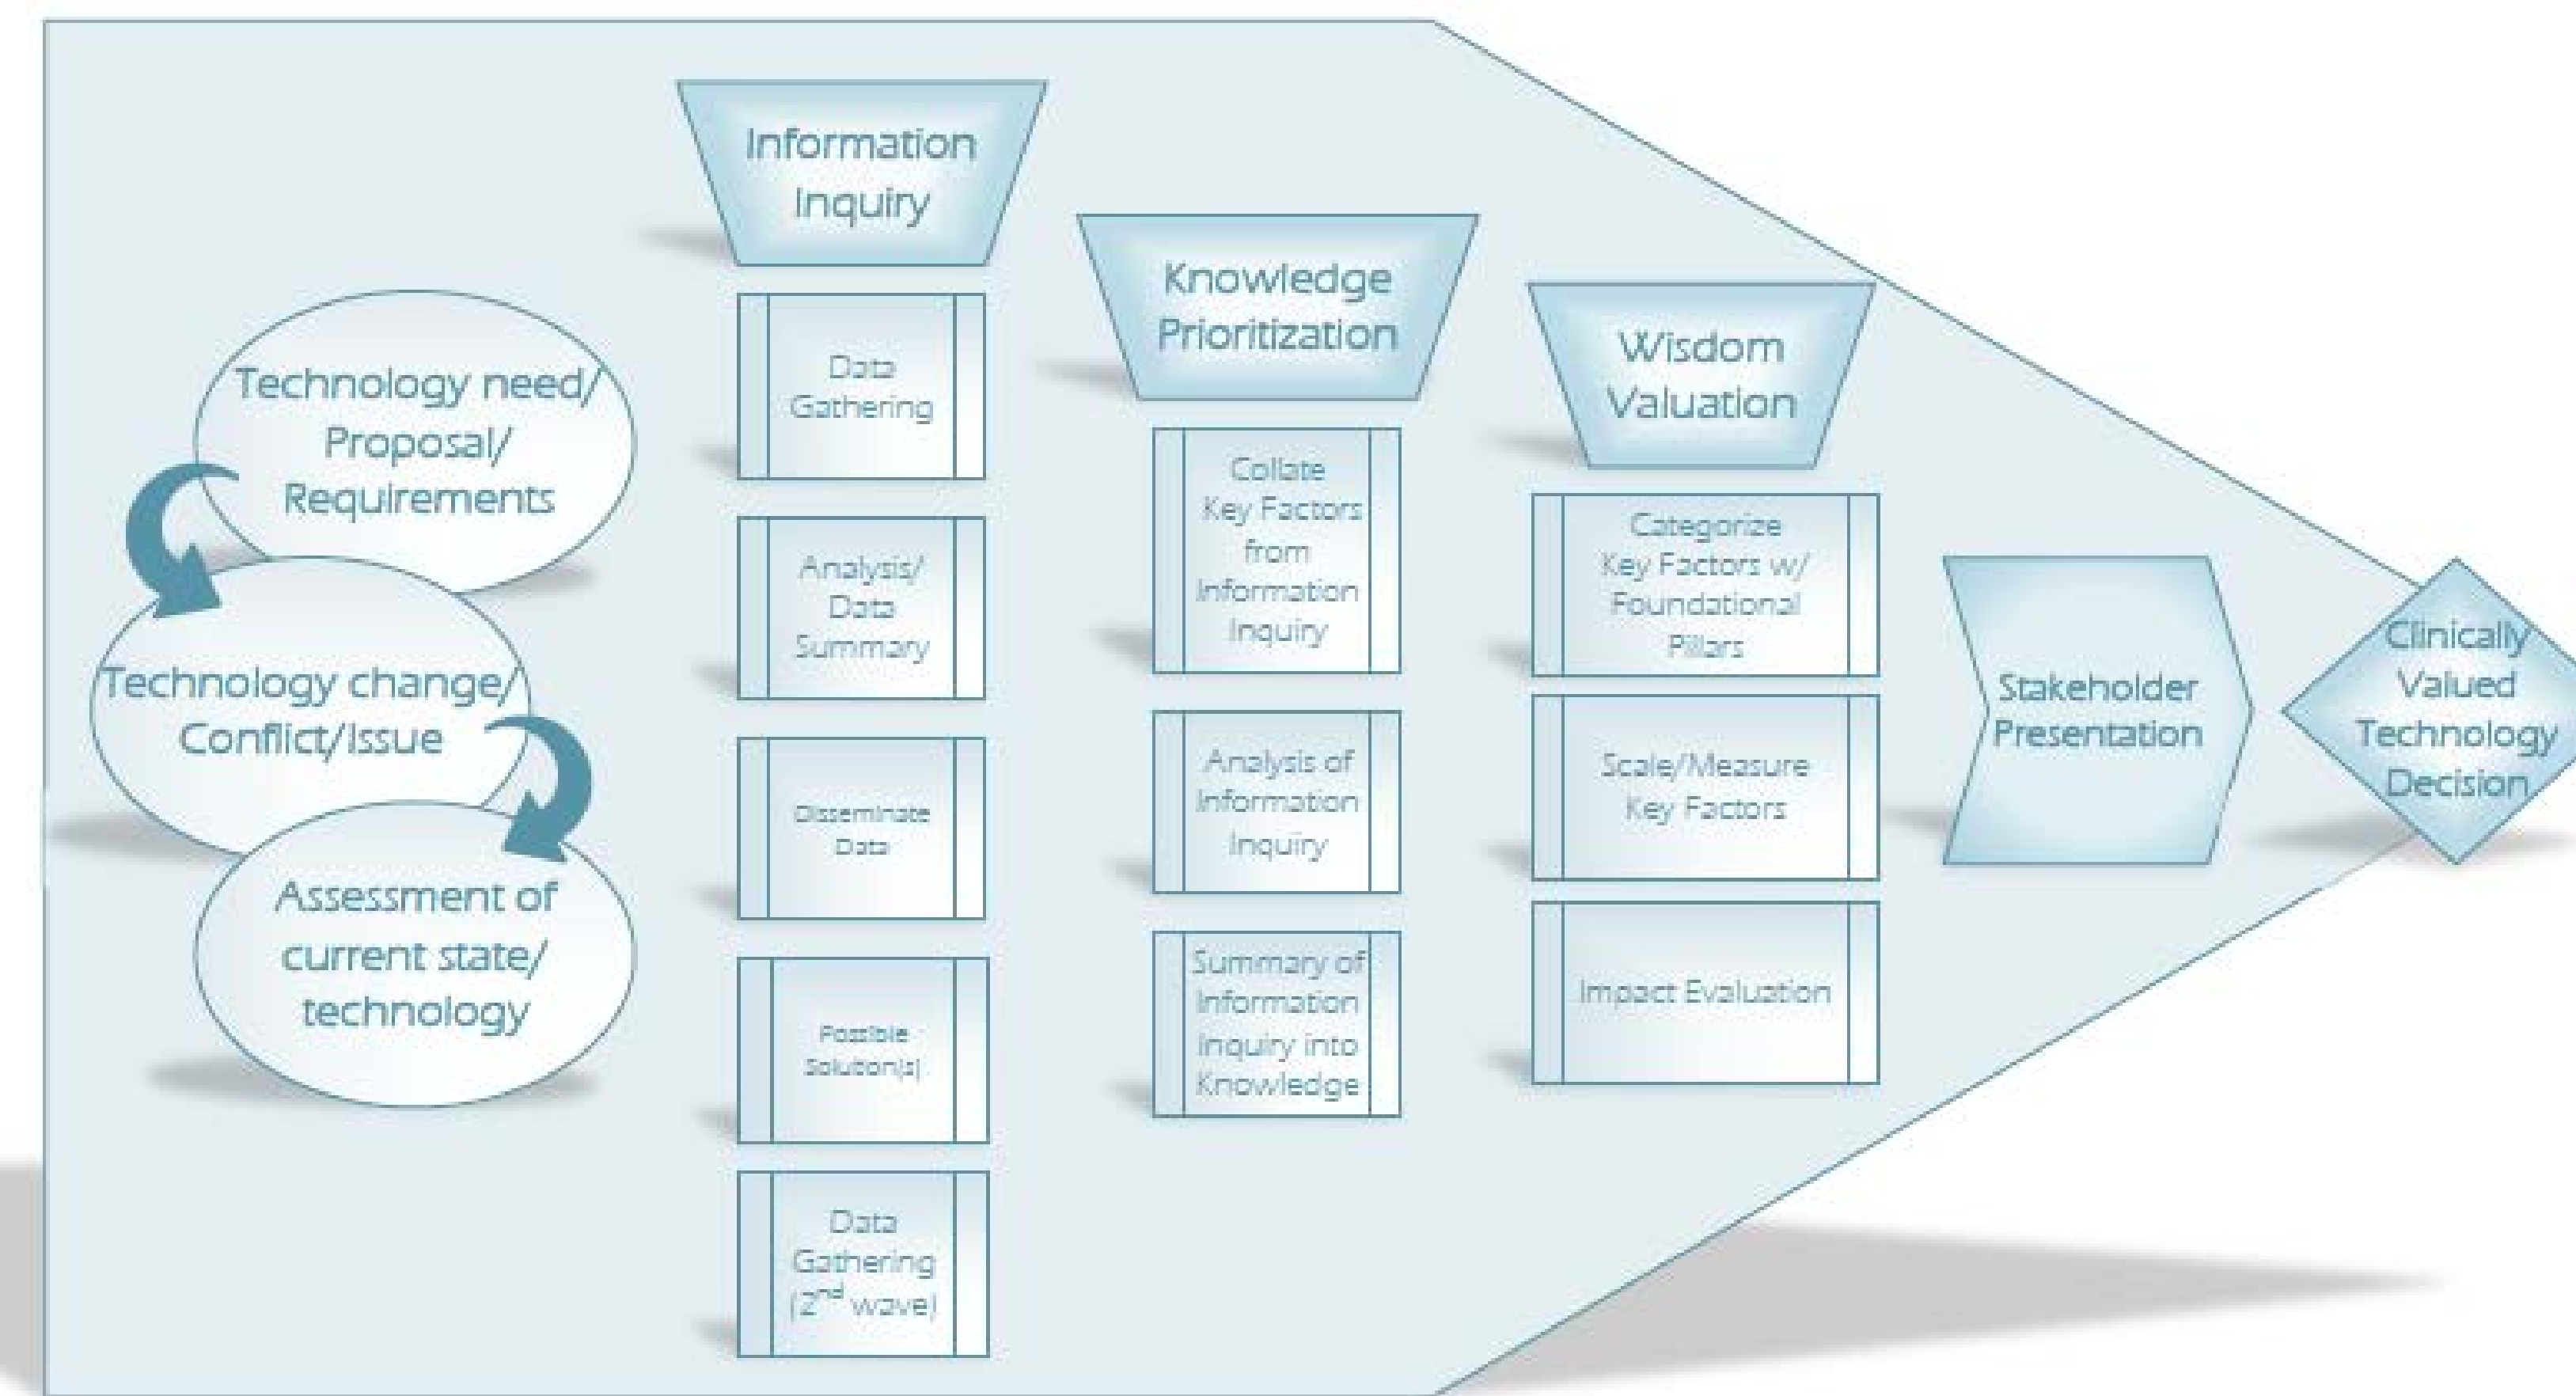 Technology need/
Proposal/
Requirements
Technology change/
Conflict/Issue
Assessment of
current state/
technology
Information
Inquiry
Data
Gathering
Analysis/
Data
Summary
Disseminate
Data
Possible
Solution(s)
Data
Gathering
(2nd wave)
Knowledge
Prioritization
Collate
Key Factors
from
Information
Inquiry
Analysis of
Information
Inquiry
Summary of
Information
Inquiry into
Knowledge
Wisdom
Valuation
Categorize
Key Factors w/
Foundational
Pillars
Scale/Measure
Key Factors
Impact Evaluation
Stakeholder
Presentation
Clinically
Valued
Technology
Decision